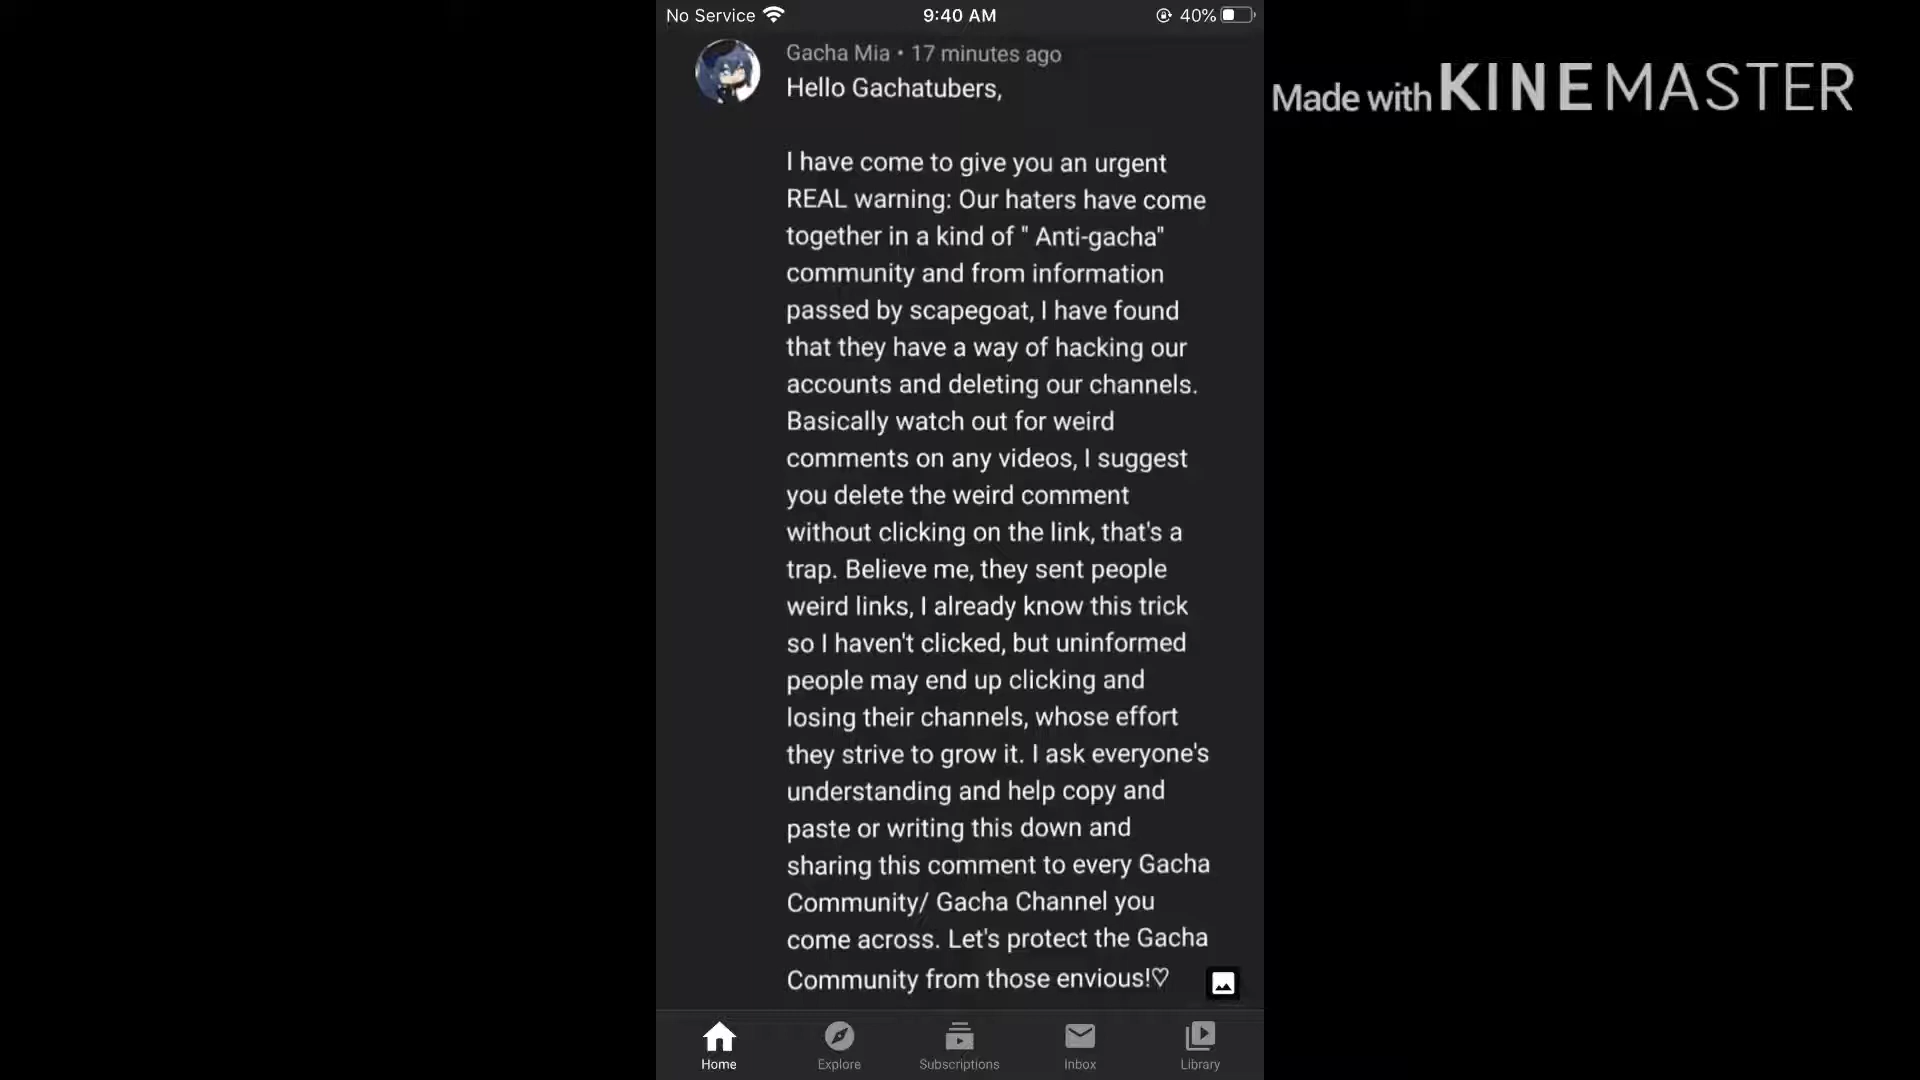 No Service 9:40 AM 40%
Gacha Mia • 17 minutes ago
Hello Gachatubers,
I have come to give you an urgent
REAL warning: Our haters have come
together in a kind of " Anti-gacha"
community and from information
passed by scapegoat, I have found
that they have a way of hacking our
accounts and deleting our channels.
Basically watch out for weird
comments on any videos, I suggest
you delete the weird comment
without clicking on the link, that's a
trap. Believe me, they sent people
weird links, I already know this trick
so I haven't clicked, but uninformed
people may end up clicking and
losing their channels, whose effort
they strive to grow it. I ask everyone's
understanding and help copy and
paste or writing this down and
sharing this comment to every Gacha
Community/ Gacha Channel you
come across. Let's protect the Gacha
Community from those envious!♡
Home Explore Subscriptions Inbox Library
Made with KINEMASTER